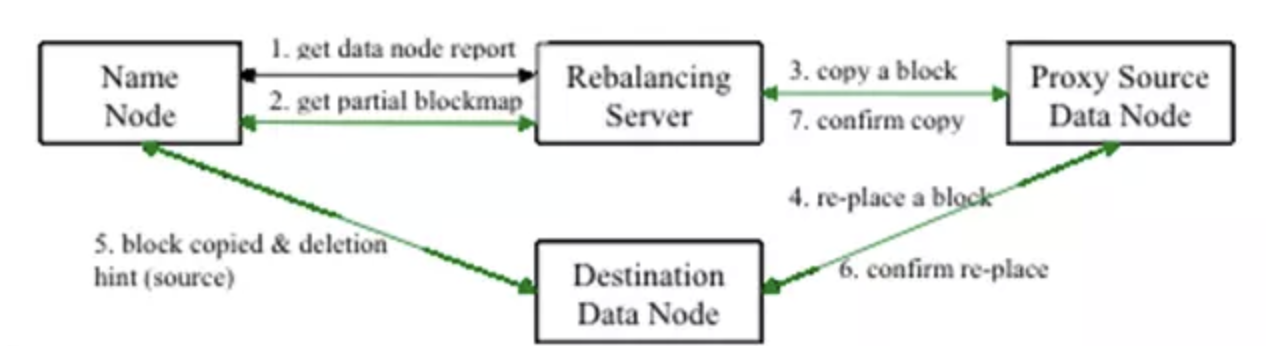 1. get data node report
Name
Node
Rebalancing
Server
3. copy a block
Proxy Source
Data Node
2. get partial blockmap
7. confirm copy
4. re-place a block
5. block copied & deletion
hint (source)
Destination
Data Node
6. confirm re-place